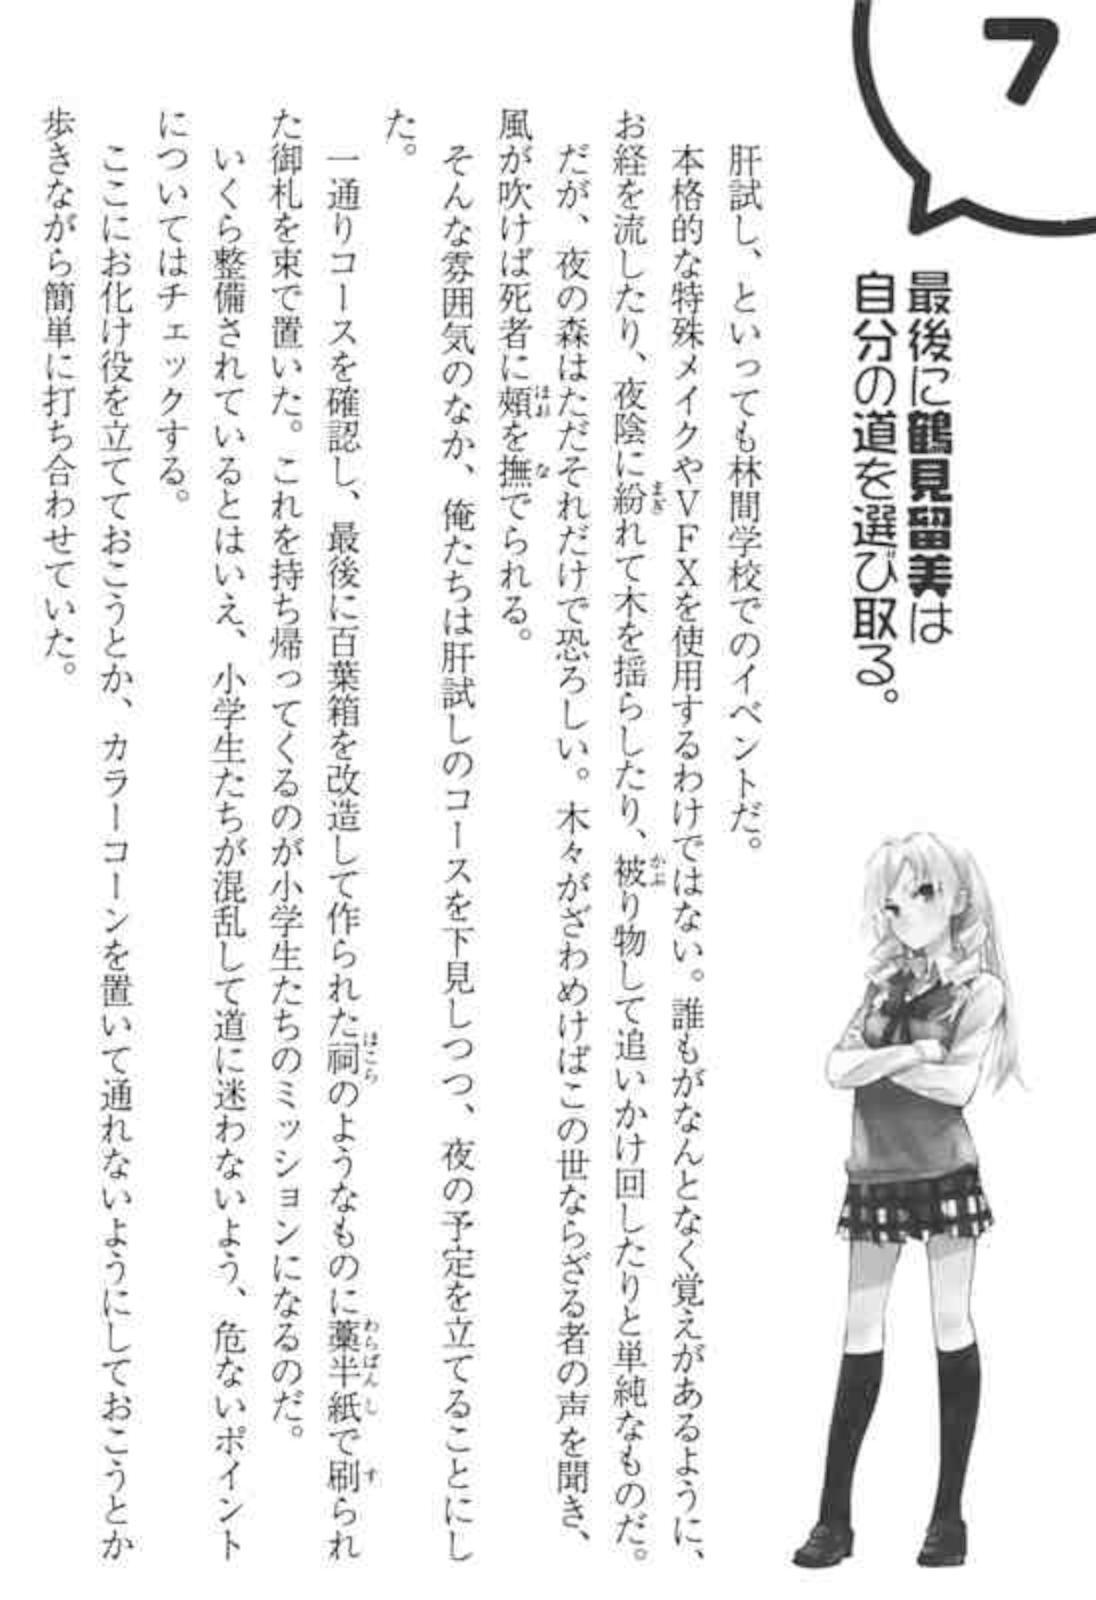 7
最後に鶴見留美は
自分の道を選び取る。
肝試し、といっても林間学校でのイベントだ。
本格的な特殊メイクやVFXを使用するわけではない。誰もがなんとなく覚えがあるように、
お経を流したり、夜陰に紛れて木を揺らしたり、被り物して追いかけ回したりと単純なものだ。
まぎ
かぶ
だが、夜の森はただそれだけで恐ろしい。木々がざわめけばこの世ならざる者の声を聞き、
風が吹けば死者に頰を撫でられる。
ほお
な
そんな雰囲気のなか、俺たちは肝試しのコースを下見しつつ、夜の予定を立てることにし
た。
一通りコースを確認し、最後に百葉箱を改造して作られた祠のようなものに藁半紙で刷られ
ほこら
わらばんし
す
た御札を束で置いた。これを持ち帰ってくるのが小学生たちのミッションになるのだ。
いくら整備されているとはいえ、小学生たちが混乱して道に迷わないよう、危ないポイント
についてはチェックする。
ここにお化け役を立てておこうとか、カラーコーンを置いて通れないようにしておこうとか
歩きながら簡単に打ち合わせていた。